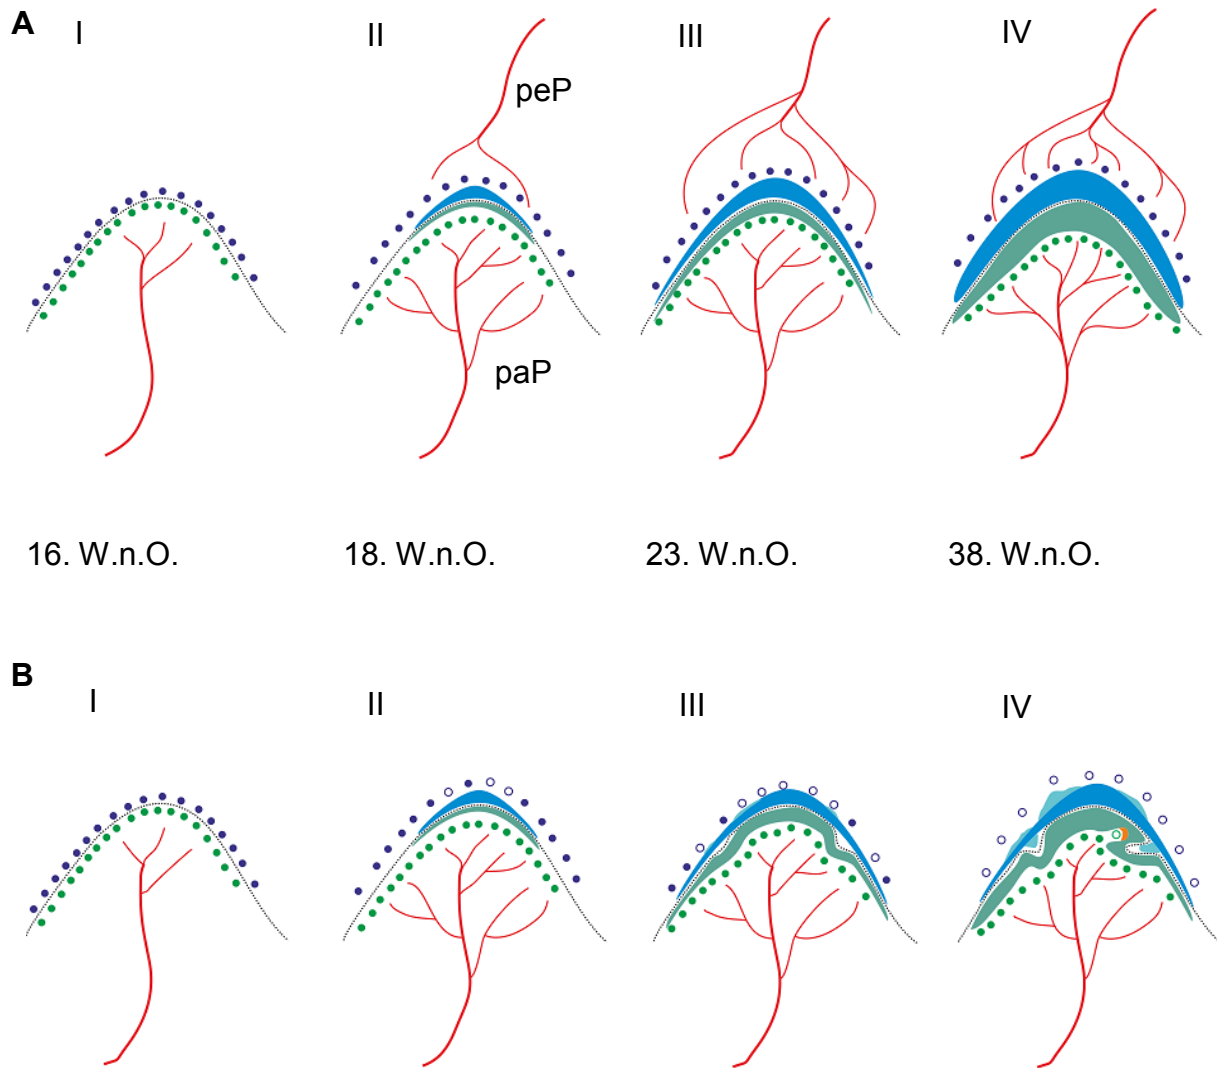 A
I
II
III
IV
peP
paP
16. W.n.O.
18. W.n.O.
23. W.n.O.
38. W.n.O.
B
I
II
III
IV